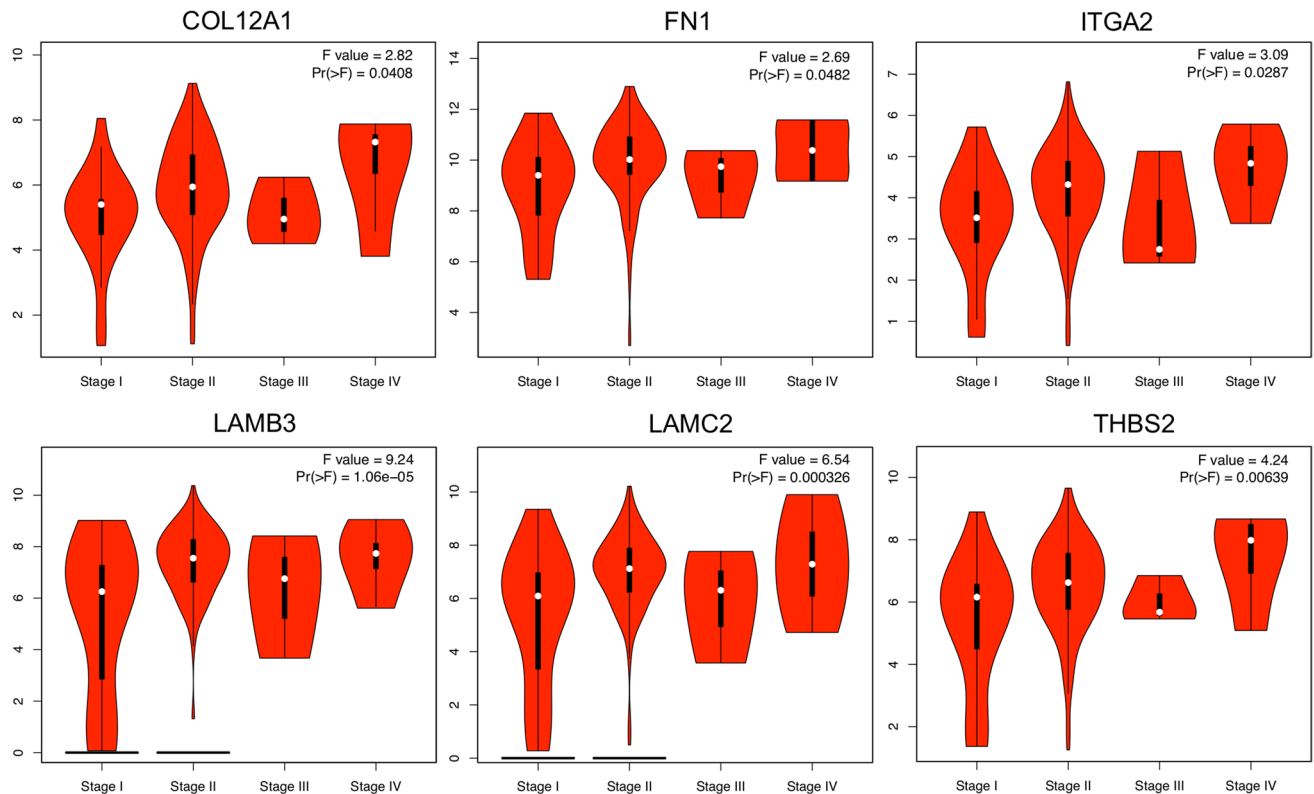 COL12A1
F value = 2.82
Pr(>F) = 0.0408
10
8
6
4
2
Stage I Stage II Stage III Stage IV
FN1
F value = 2.69
Pr(>F) = 0.0482
14
12
10
8
6
4
Stage I Stage II Stage III Stage IV
ITGA2
F value = 3.09
Pr(>F) = 0.0287
7
6
5
4
3
2
1
Stage I Stage II Stage III Stage IV
LAMB3
F value = 9.24
Pr(>F) = 1.06e−05
10
8
6
4
2
0
Stage I Stage II Stage III Stage IV
LAMC2
F value = 6.54
Pr(>F) = 0.000326
10
8
6
4
2
0
Stage I Stage II Stage III Stage IV
THBS2
F value = 4.24
Pr(>F) = 0.00639
10
8
6
4
2
Stage I Stage II Stage III Stage IV